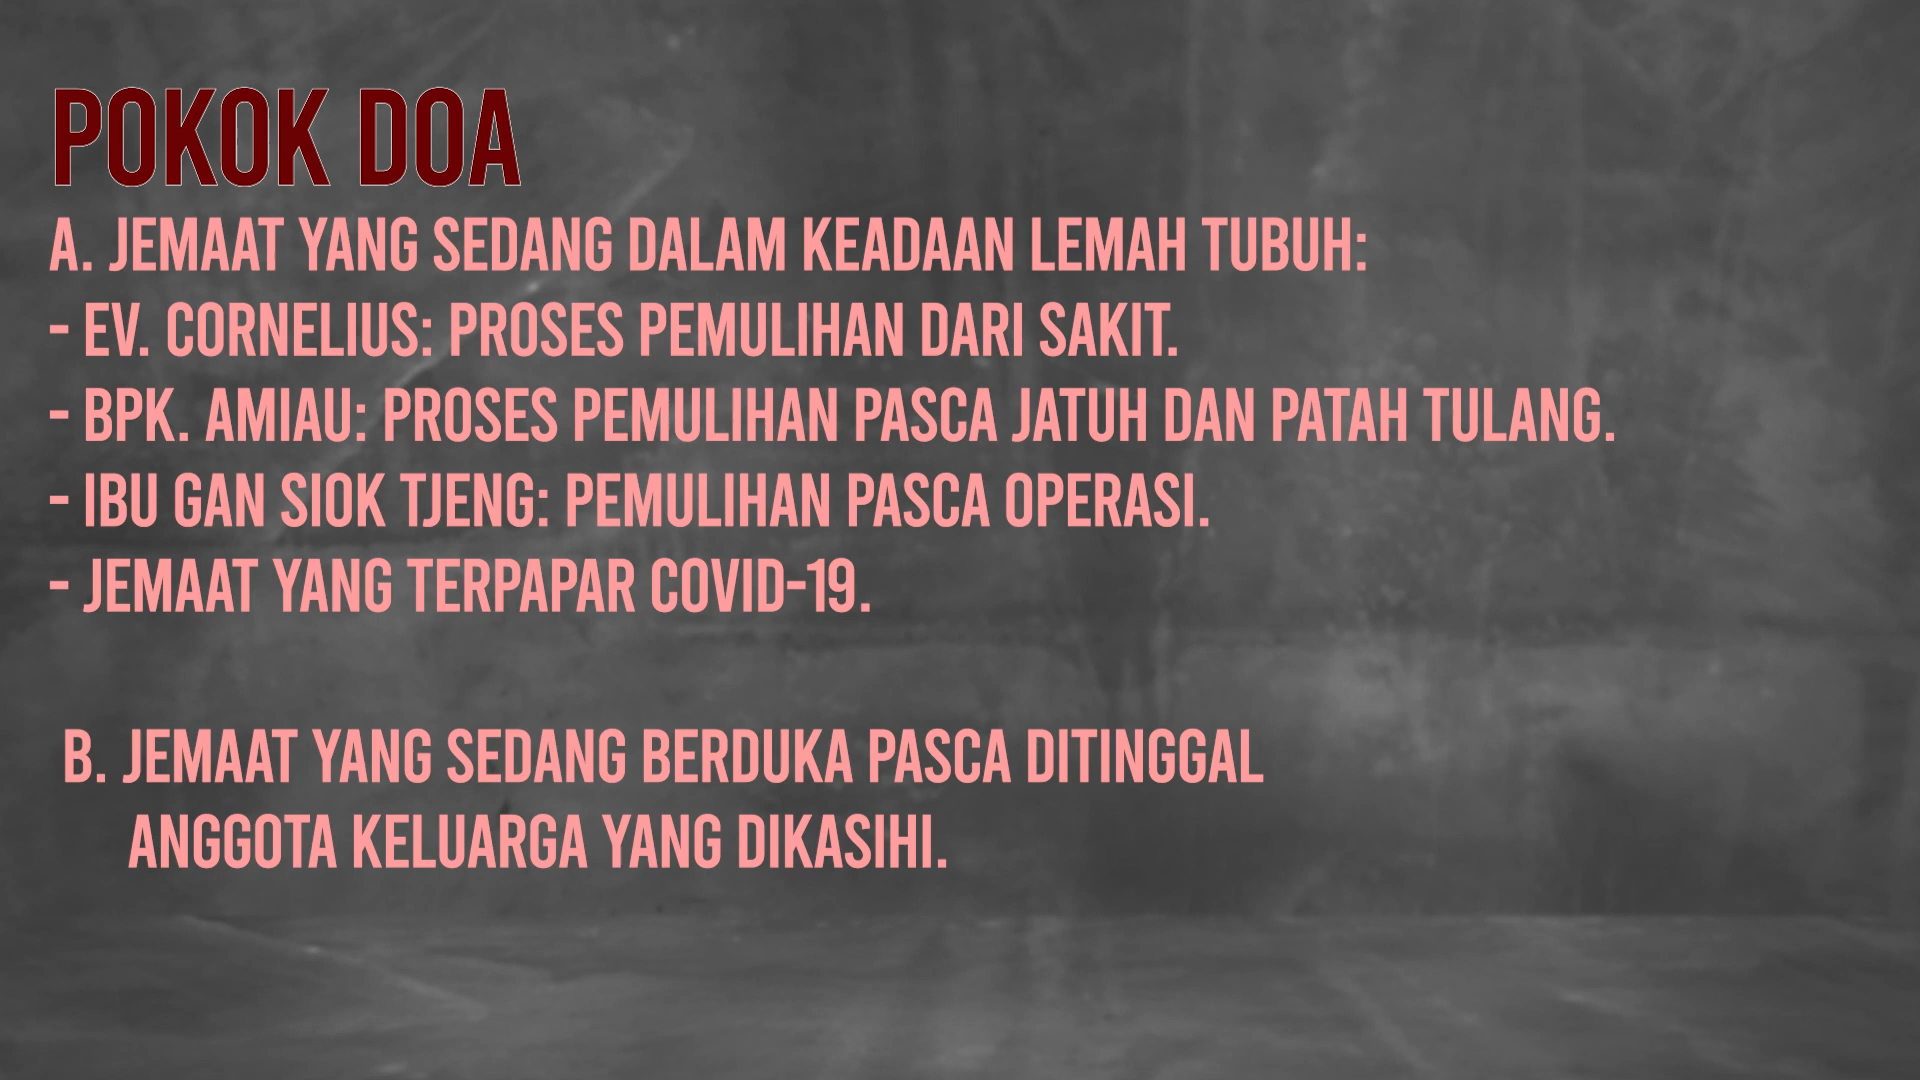 POKOK DOA
A. JEMAAT YANG SEDANG DALAM KEADAAN LEMAH TUBUH:
- EV. CORNELIUS: PROSES PEMULIHAN DARI SAKIT.
- BPK. AMIAU: PROSES PEMULIHAN PASCA JATUH DAN PATAH TULANG.
- IBU GAN SIOK TJENG: PEMULIHAN PASCA OPERASI.
- JEMAAT YANG TERPAPAR COVID-19.
B. JEMAAT YANG SEDANG BERDUKA PASCA DITINGGAL
ANGGOTA KELUARGA YANG DIKASIHI.